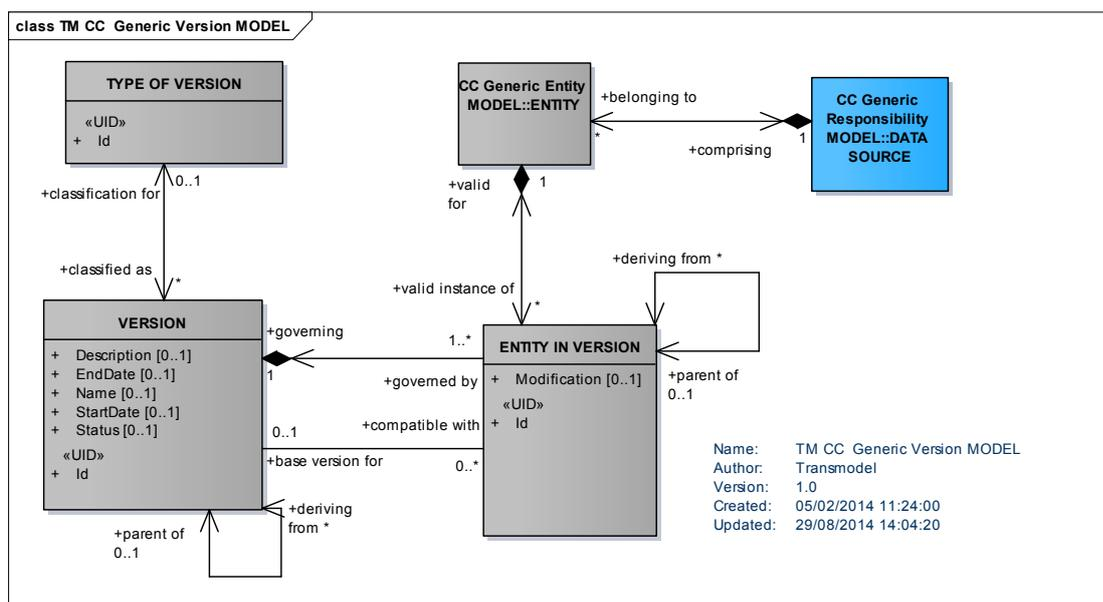 class TM CC  Generic Version MODEL
TYPE OF VERSION
«UID»
+ Id
CC Generic Entity
MODEL::ENTITY
CC Generic
Responsibility
MODEL::DATA
SOURCE
+belonging to
*
+comprising
1
+classification for
0..1
+classified as
*
+valid
for
1
+valid instance of
*
+deriving from *
+parent of
0..1
VERSION
+ Description [0..1]
+ EndDate [0..1]
+ Name [0..1]
+ StartDate [0..1]
+ Status [0..1]
«UID»
+ Id
+governing
1
1..*
+governed by
+compatible with
0..1
+base version for
0..*
ENTITY IN VERSION
+ Modification [0..1]
«UID»
+ Id
+deriving
from *
+parent of
0..1
Name: TM CC  Generic Version MODEL
Author: Transmodel
Version: 1.0
Created: 05/02/2014 11:24:00
Updated: 29/08/2014 14:04:20